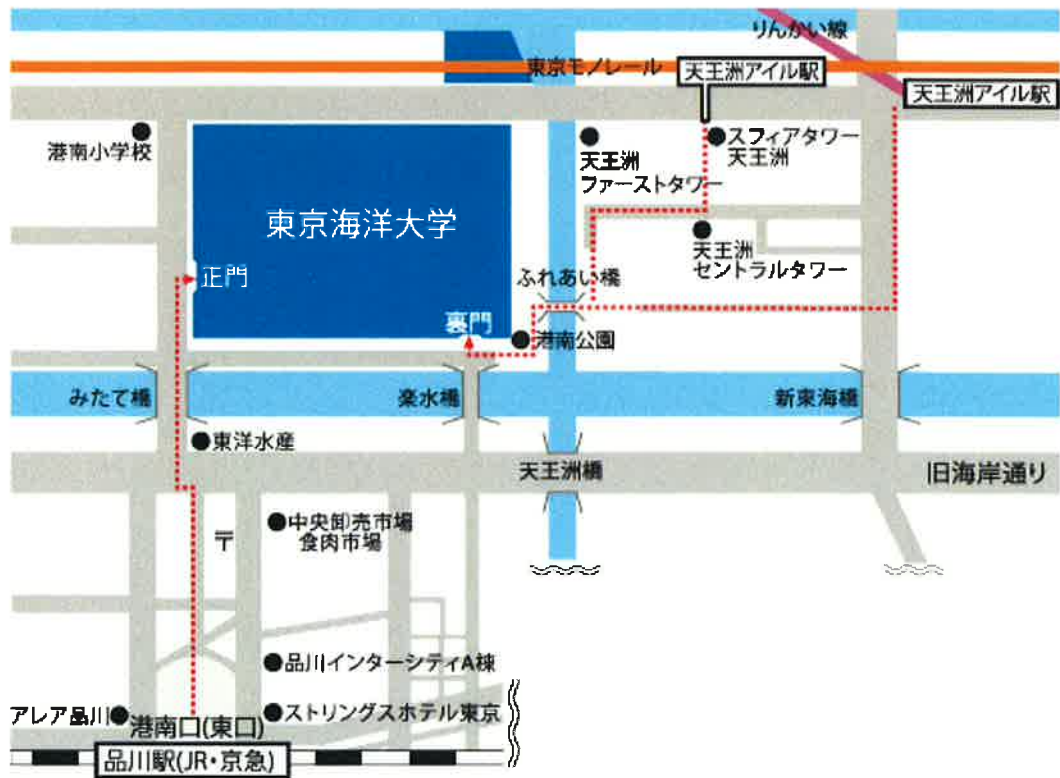 りんかい線
東京モノレール
天王洲アイル駅
天王洲アイル駅
港南小学校
天王洲
ファーストタワー
スフィアタワー
天王洲
東京海洋大学
天王洲
セントラルタワー
正門
ふれあい橋
裏門
港南公園
みたて橋
楽水橋
新東海橋
東洋水産
天王洲橋
旧海岸通り
〒
中央卸売市場
食肉市場
品川インターシティA棟
アレア品川
港南口(東口)
ストリングスホテル東京
品川駅(JR・京急)